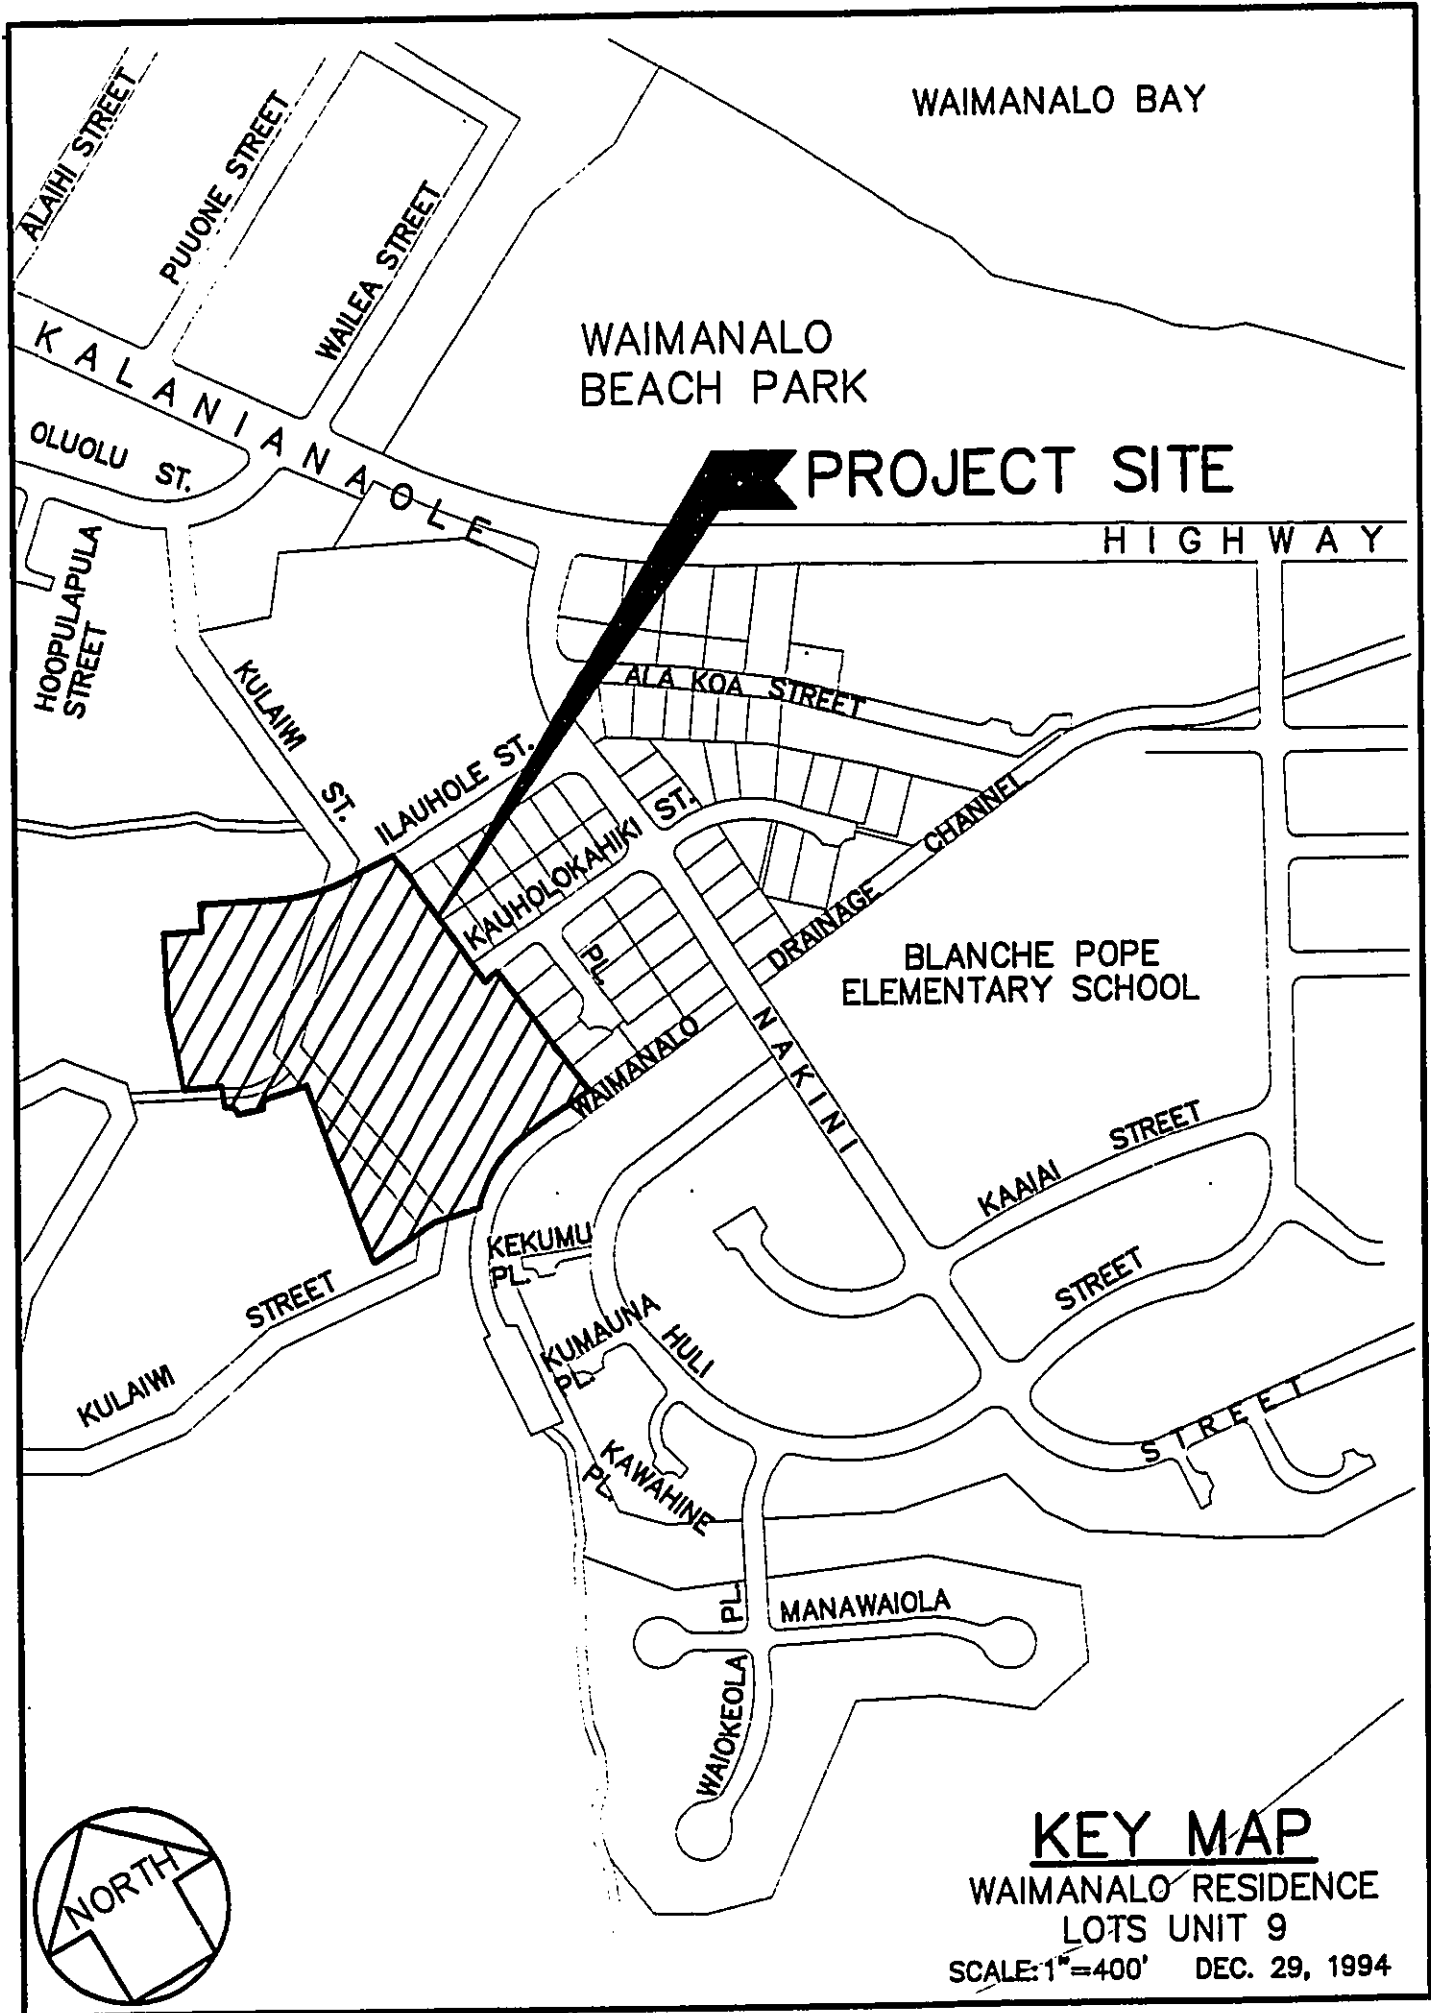 WAIMANALO BAY
ALAIHI STREET
PUUONE STREET
WAILEA STREET
WAIMANALO
BEACH PARK
KALANIANAOLE
HIGHWAY
OLUOLU ST.
PROJECT SITE
HOOPULAPULA
STREET
KULAIWI
ST.
ALA KOA STREET
ILAUHOLE ST.
KAUHOLOKAHIKI ST.
PL.
WAIMANALO
DRAINAGE CHANNEL
BLANCHE POPE
ELEMENTARY SCHOOL
NAKINI
KAAIAI STREET
STREET
KEKUMU
PL.
KULAIWI STREET
KUMAUNA
PL.
HULI
STREET
KAWAHINE
PL.
MANAWAIOLA
WAIOKEOLA PL.
NORTH
KEY MAP
WAIMANALO RESIDENCE
LOTS UNIT 9
SCALE:1"=400' DEC. 29, 1994